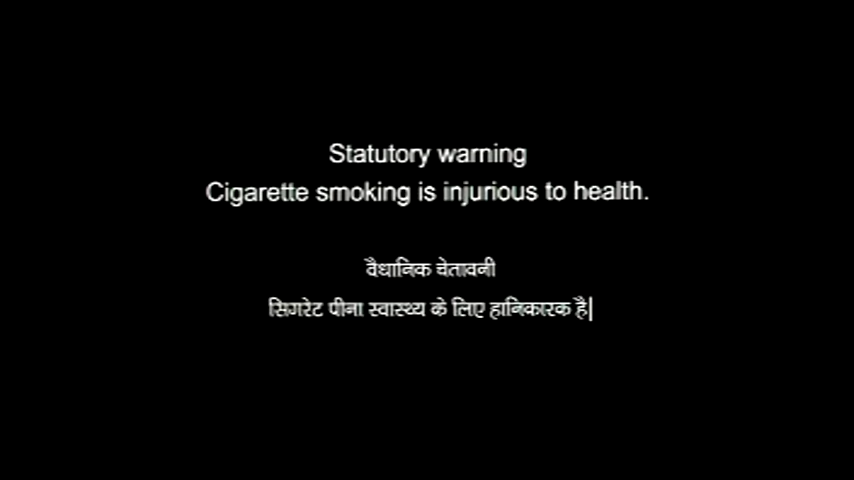 Statutory warning
Cigarette smoking is injurious to health.
वैधानिक चेतावनी
सिगरेट पीना स्वास्थ्य के लिए हानिकारक है|